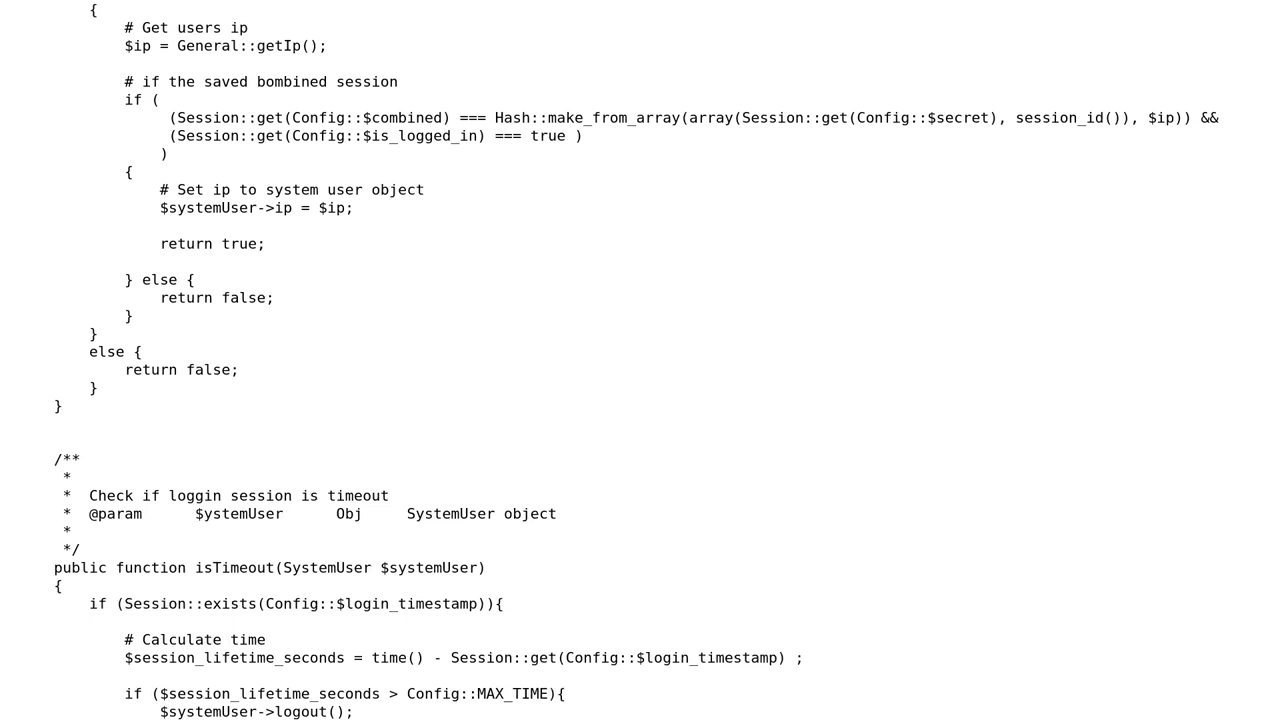 {
# Get users ip
$ip = General::getIp();
# if the saved bombined session
if (
(Session::get(Config::$combined) === Hash::make_from_array(array(Session::get(Config::$secret), session_id()), $ip)) &&
(Session::get(Config::$is_logged_in) === true )
)
{
# Set ip to system user object
$systemUser->ip = $ip;
return true;
} else {
return false;
}
}
else {
return false;
}
}
/**
*
* Check if loggin session is timeout
* @param $ystemUser Obj SystemUser object
*
*/
public function isTimeout(SystemUser $systemUser)
{
if (Session::exists(Config::$login_timestamp)){
# Calculate time
$session_lifetime_seconds = time() - Session::get(Config::$login_timestamp) ;
if ($session_lifetime_seconds > Config::MAX_TIME){
$systemUser->logout();